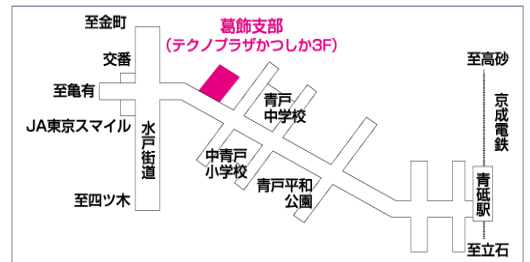 至金町
葛飾支部
(テクノプラザかつしか3F)
交番
至高砂
至亀有
青戸
中学校
京成電鉄
JA東京スマイル
水戸街道
中青戸
小学校
青戸平和
公園
青砥駅
至四ツ木
至立石